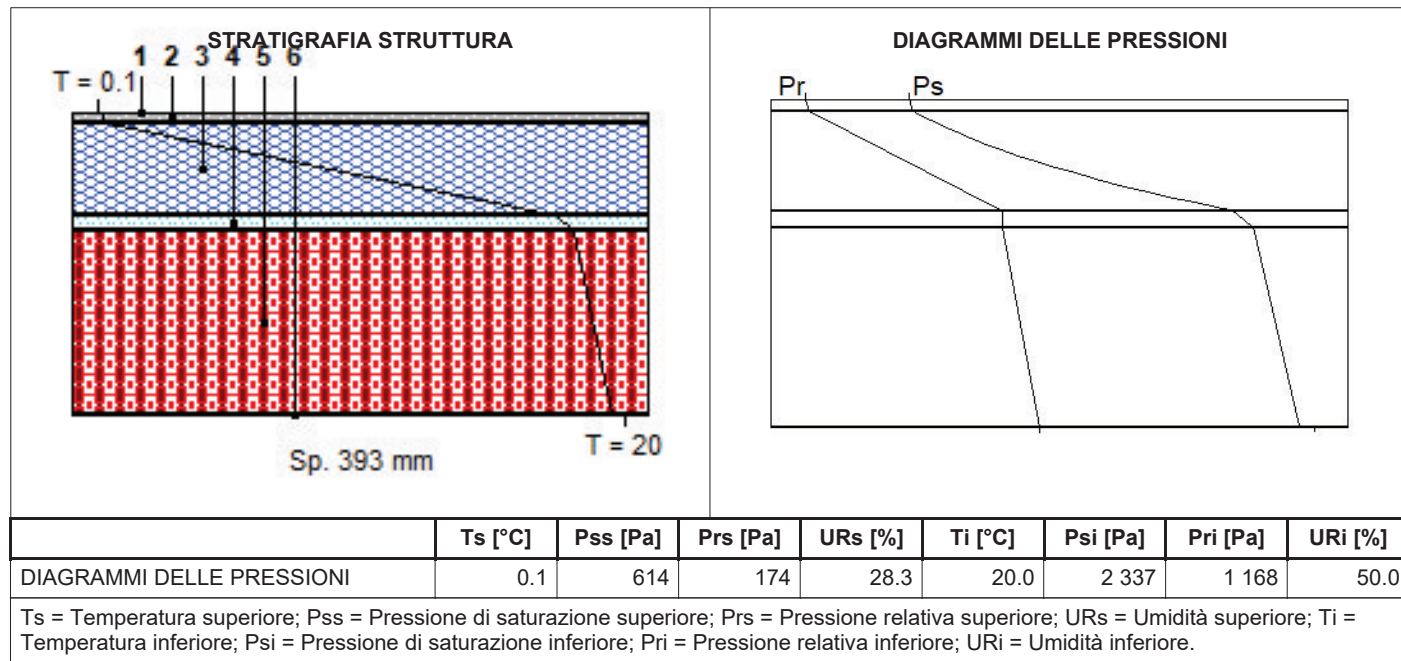 STRATIGRAFIA STRUTTURA
1 2 3 4 5 6
T = 0.1
Sp. 393 mm
T = 20
DIAGRAMMI DELLE PRESSIONI
Pr Ps
Ts [°C] Pss [Pa] Prs [Pa] URs [%] Ti [°C] Psi [Pa] Pri [Pa] URi [%]
DIAGRAMMI DELLE PRESSIONI 0.1 614 174 28.3 20.0 2 337 1 168 50.0
Ts = Temperatura superiore; Pss = Pressione di saturazione superiore; Prs = Pressione relativa superiore; URs = Umidità superiore; Ti =
Temperatura inferiore; Psi = Pressione di saturazione inferiore; Pri = Pressione relativa inferiore; URi = Umidità inferiore.